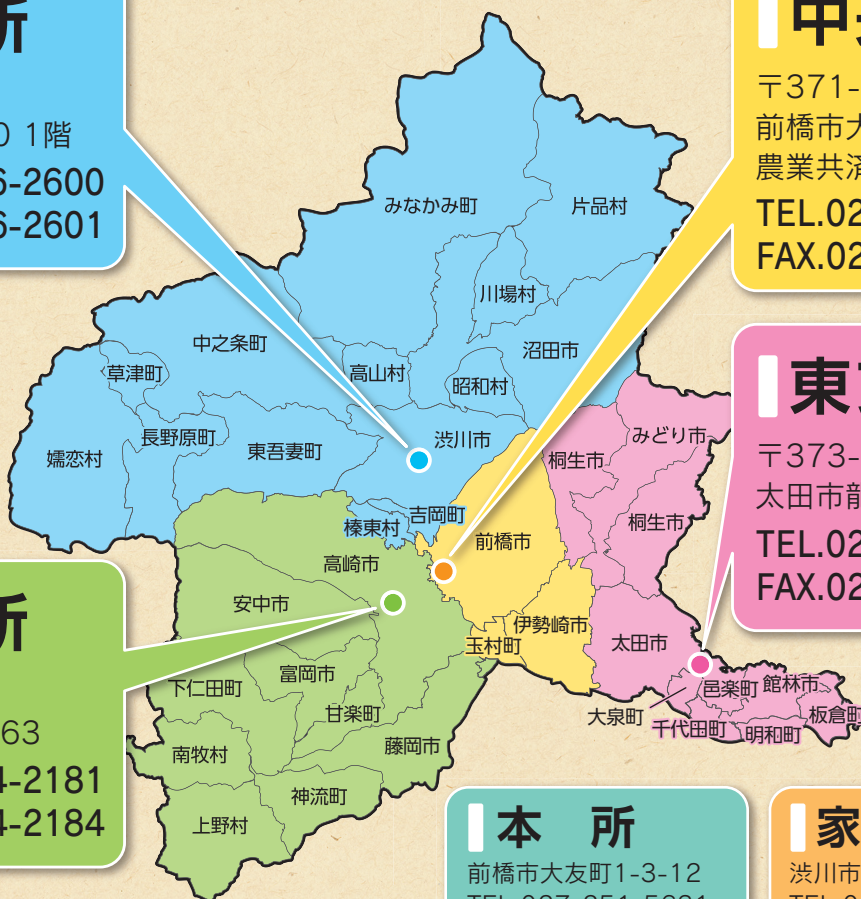 所
1階
6-2600
6-2601
中
〒371-
前橋市大
農業共済
TEL.02
FAX.02
みなかみ町
片品村
川場村
中之条町
沼田市
草津町
高山村
昭和村
みどり市
長野原町
渋川市
嬬恋村
東吾妻町
桐生市
吉岡町
榛東村
桐生市
前橋市
高崎市
安中市
伊勢崎市
玉村町
太田市
富岡市
下仁田町
甘楽町
邑楽町
館林市
大泉町
板倉町
千代田町
明和町
藤岡市
南牧村
神流町
上野村
東
〒373-
太田市龍
TEL.02
FAX.02
所
63
4-2181
4-2184
本 所
前橋市大友町1-3-12
家
渋川市